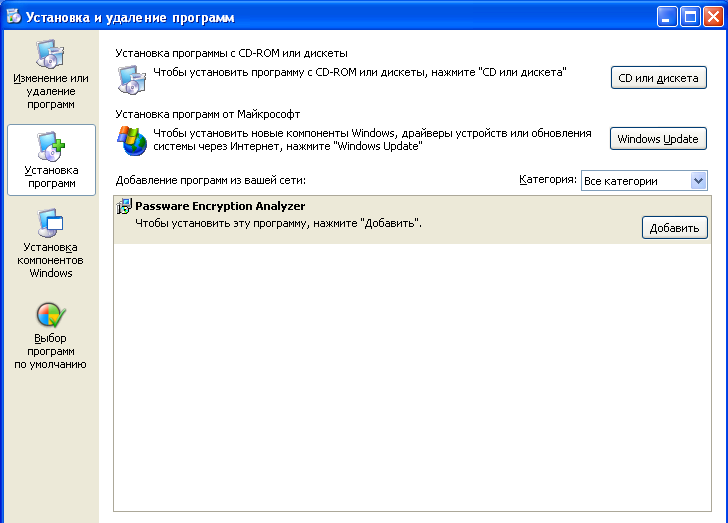 Установка и удаление программ
Изменение или
удаление
программ
Установка
программ
Установка
компонентов
Windows
Выбор
программ
по умолчанию
Установка программы с CD-ROM или дискеты
Чтобы установить программу с CD-ROM или дискеты, нажмите "CD или дискета"
CD или дискета
Установка программ от Майкрософт
Чтобы установить новые компоненты Windows, драйверы устройств или обновления
системы через Интернет, нажмите "Windows Update"
Windows Update
Добавление программ из вашей сети:
Категория:
Все категории
Passware Encryption Analyzer
Чтобы установить эту программу, нажмите "Добавить".
Добавить